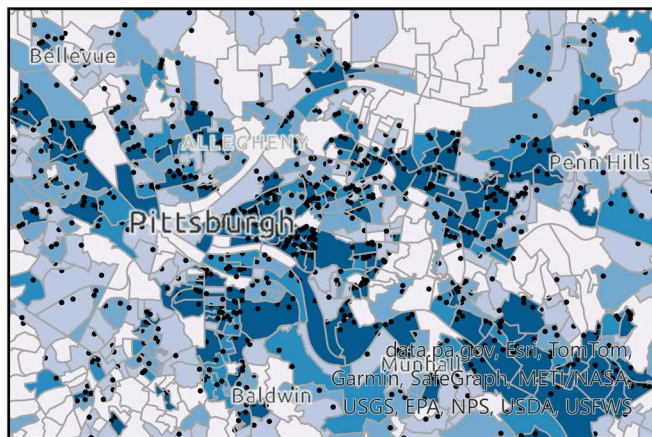 Bellevue
ALLEGHENY
Penn Hills
Pittsburgh
data.pa.gov, Esri, TomTom,
Munhall
Garmin, SafeGraph, METI/NASA,
Baldwin
USGS, EPA, NPS, USDA, USFWS